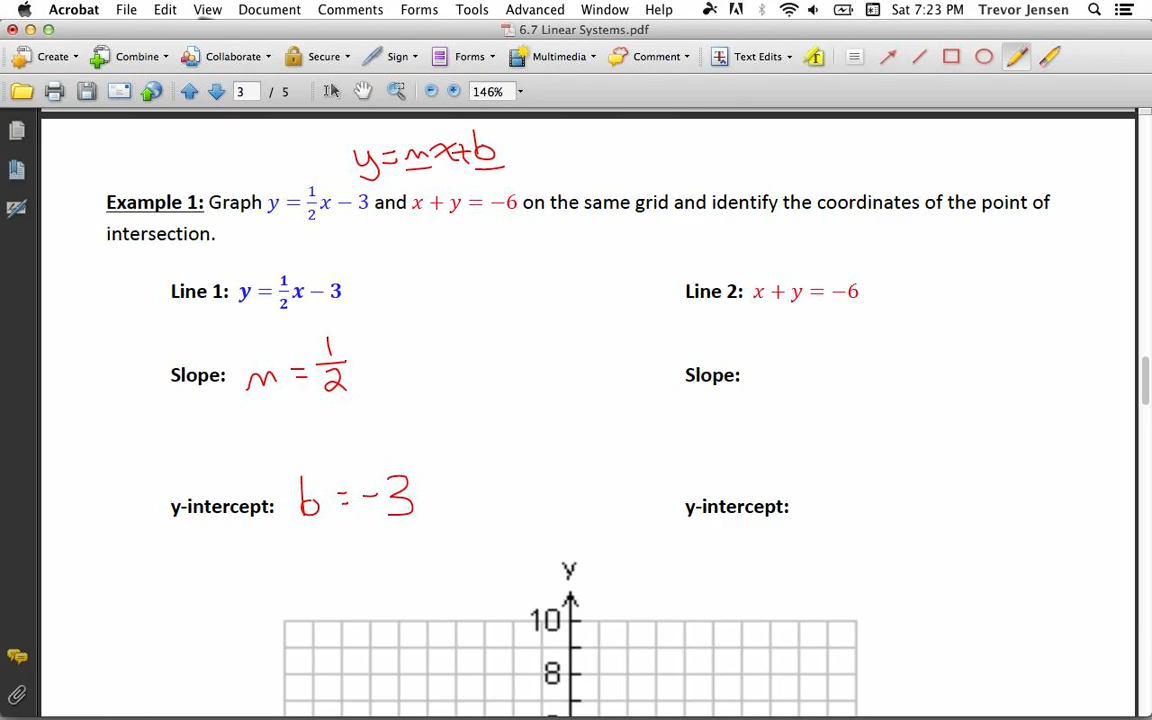 Acrobat File Edit View Document Comments Forms Tools Advanced Window Help Sat 7:23 PM Trevor Jensen
6.7 Linear Systems.pdf
Create Combine Collaborate Secure Sign Forms Multimedia Comment Text Edits
3 / 5 146%
y=mx+b
Example 1: Graph y = 1/2 x − 3 and x + y = −6 on the same grid and identify the coordinates of the point of
intersection.
Line 1: y = 1/2 x − 3
Line 2: x + y = −6
Slope: m = 1/2
Slope:
y-intercept: b = -3
y-intercept:
y
10
8